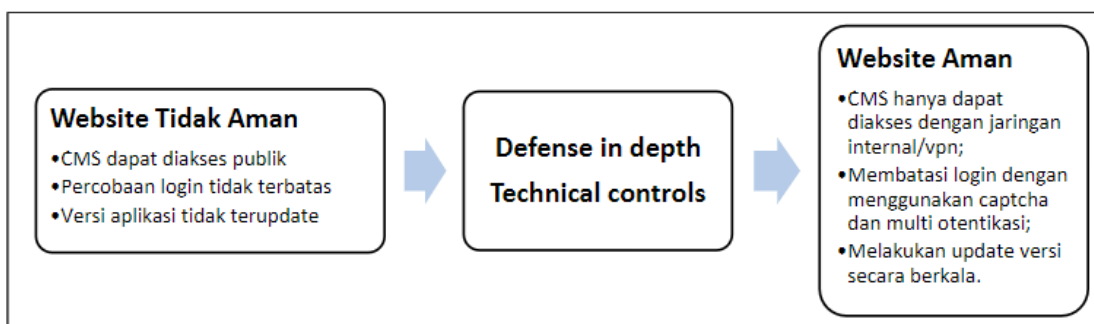 Website Tidak Aman
•CMS dapat diakses publik
•Percobaan login tidak terbatas
•Versi aplikasi tidak terupdate
Defense in depth
Technical controls
Website Aman
•CMS hanya dapat
diakses dengan jaringan
internal/vpn;
•Membatasi login dengan
menggunakan captcha
dan multi otentikasi;
•Melakukan update versi
secara berkala.